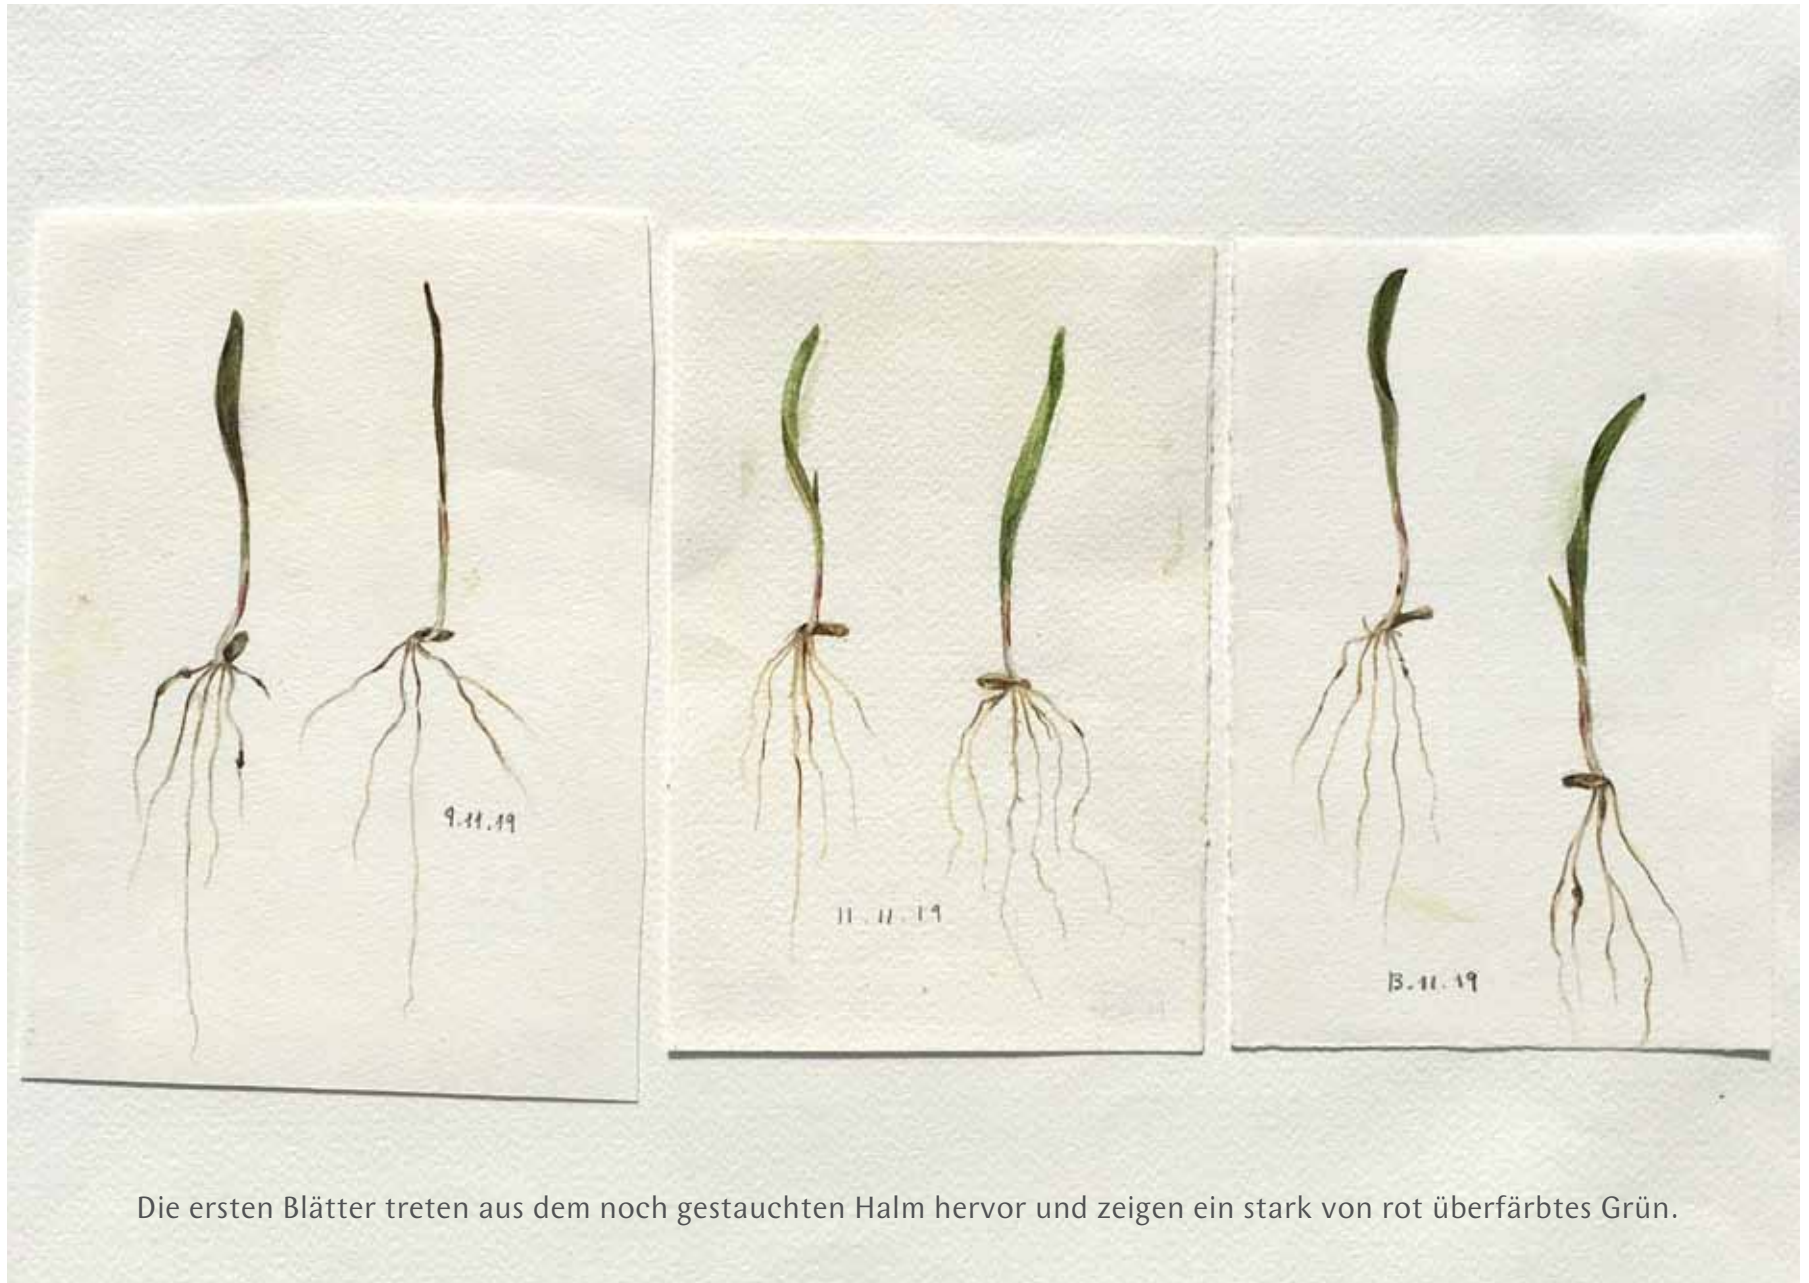 9.11.19
11.11.19
13.11.19
Die ersten Blätter treten aus dem noch gestauchten Halm hervor und zeigen ein stark von rot überfärbtes Grün.